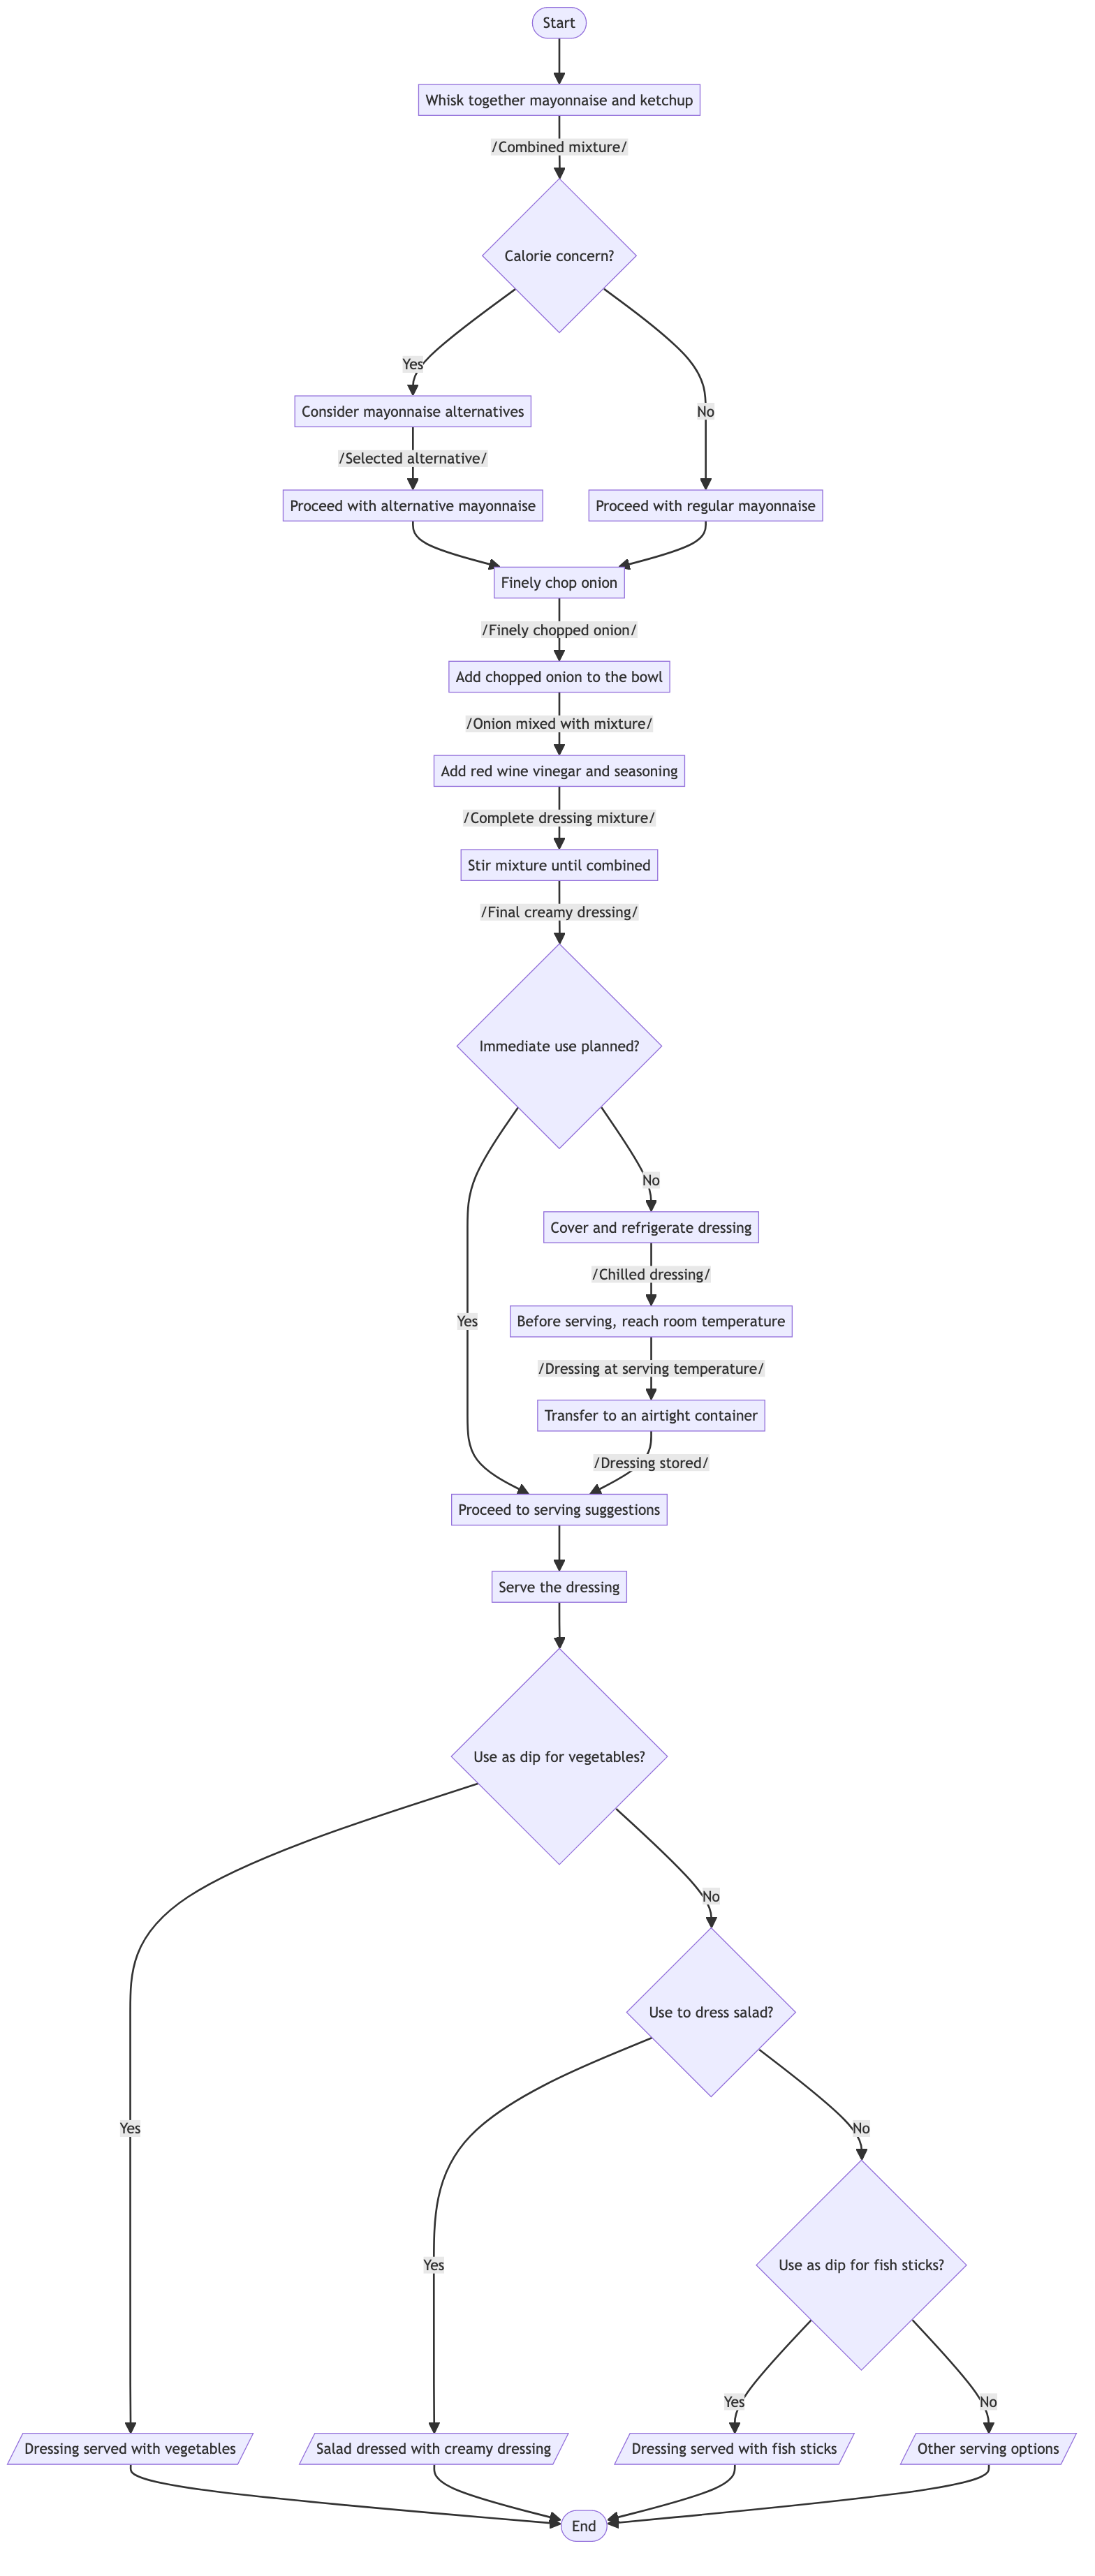 Start
Whisk together mayonnaise and ketchup
/Combined mixture/
Calorie concern?
Yes
Consider mayonnaise alternatives
No
/Selected alternative/
Proceed with alternative mayonnaise
Proceed with regular mayonnaise
Finely chop onion
/Finely chopped onion/
Add chopped onion to the bowl
/Onion mixed with mixture/
Add red wine vinegar and seasoning
/Complete dressing mixture/
Stir mixture until combined
/Final creamy dressing/
Immediate use planned?
No
Cover and refrigerate dressing
/Chilled dressing/
Yes
Before serving, reach room temperature
/Dressing at serving temperature/
Transfer to an airtight container
/Dressing stored/
Proceed to serving suggestions
Serve the dressing
Use as dip for vegetables?
No
Use to dress salad?
Yes
No
Yes
Use as dip for fish sticks?
Yes
No
Dressing served with vegetables
Salad dressed with creamy dressing
Dressing served with fish sticks
Other serving options
End